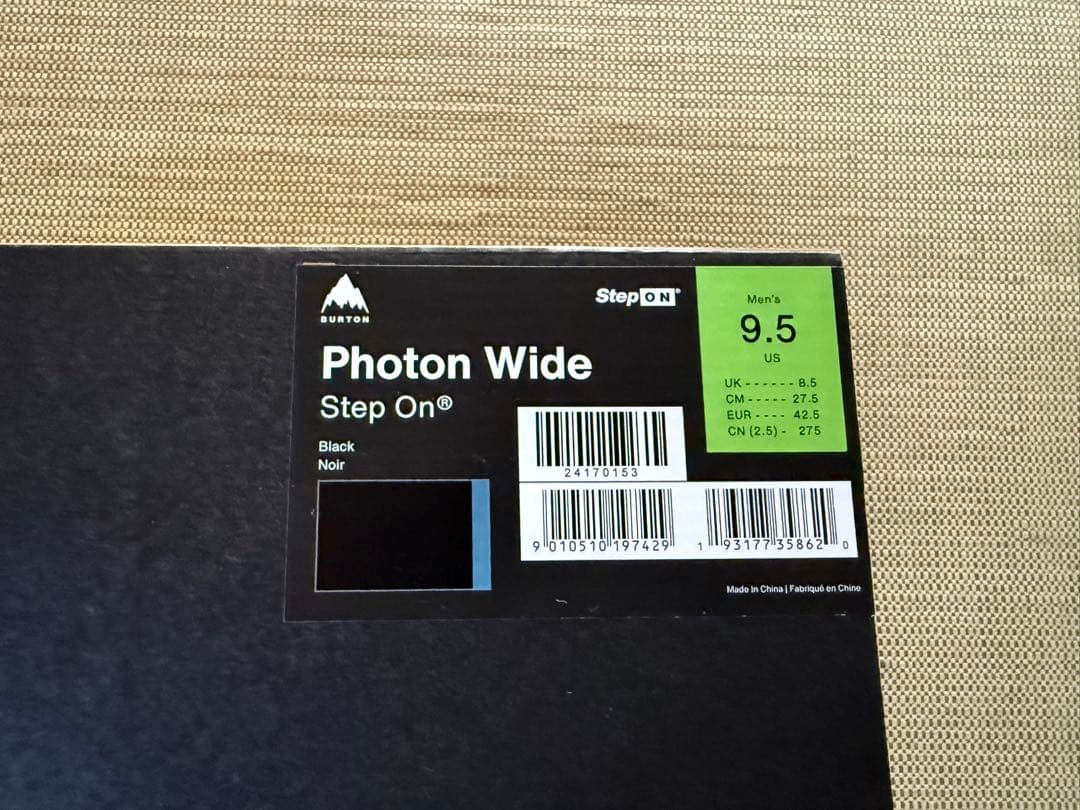 BURTON
StepON®
Photon Wide
Step On®
Black
Noir
Men's
9.5
US
UK - - - - - - 8.5
CM - - - - - 27.5
EUR - - - - 42.5
CN (2.5) - 275
24170153
9 010510 197429
1 93177 35862 0
Made In China | Fabriqué en Chine